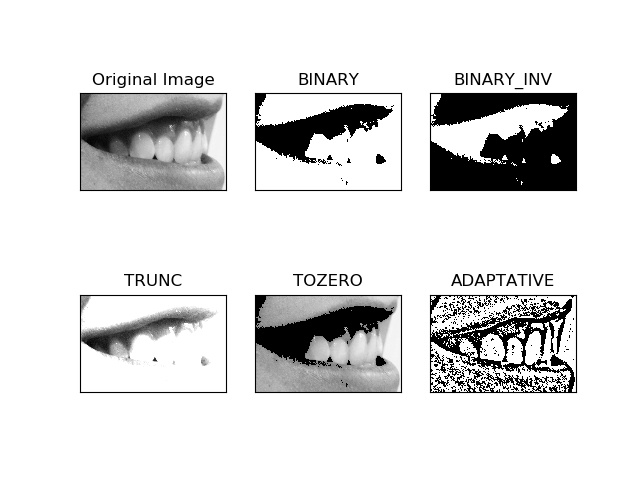 Original Image
BINARY
BINARY_INV
TRUNC
TOZERO
ADAPTATIVE